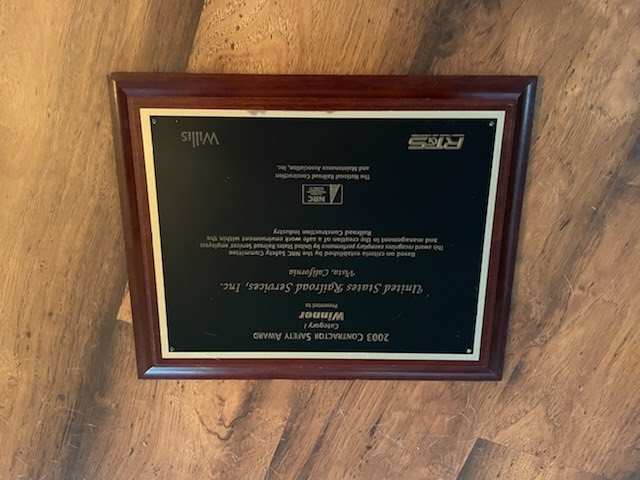 2003 CONTRACTOR SAFETY AWARD
Category I
Winner
Presented to
United States Railroad Services, Inc.
Vista, California
Based on criteria established by the NRC Safety Committee
This award recognizes exemplary performance by United States Railroad Services' employees
and management in the creation of a safe work environment within the
Railroad Construction Industry
NRC
The National Railroad Construction
and Maintenance Association, Inc.
RT&S
Willis